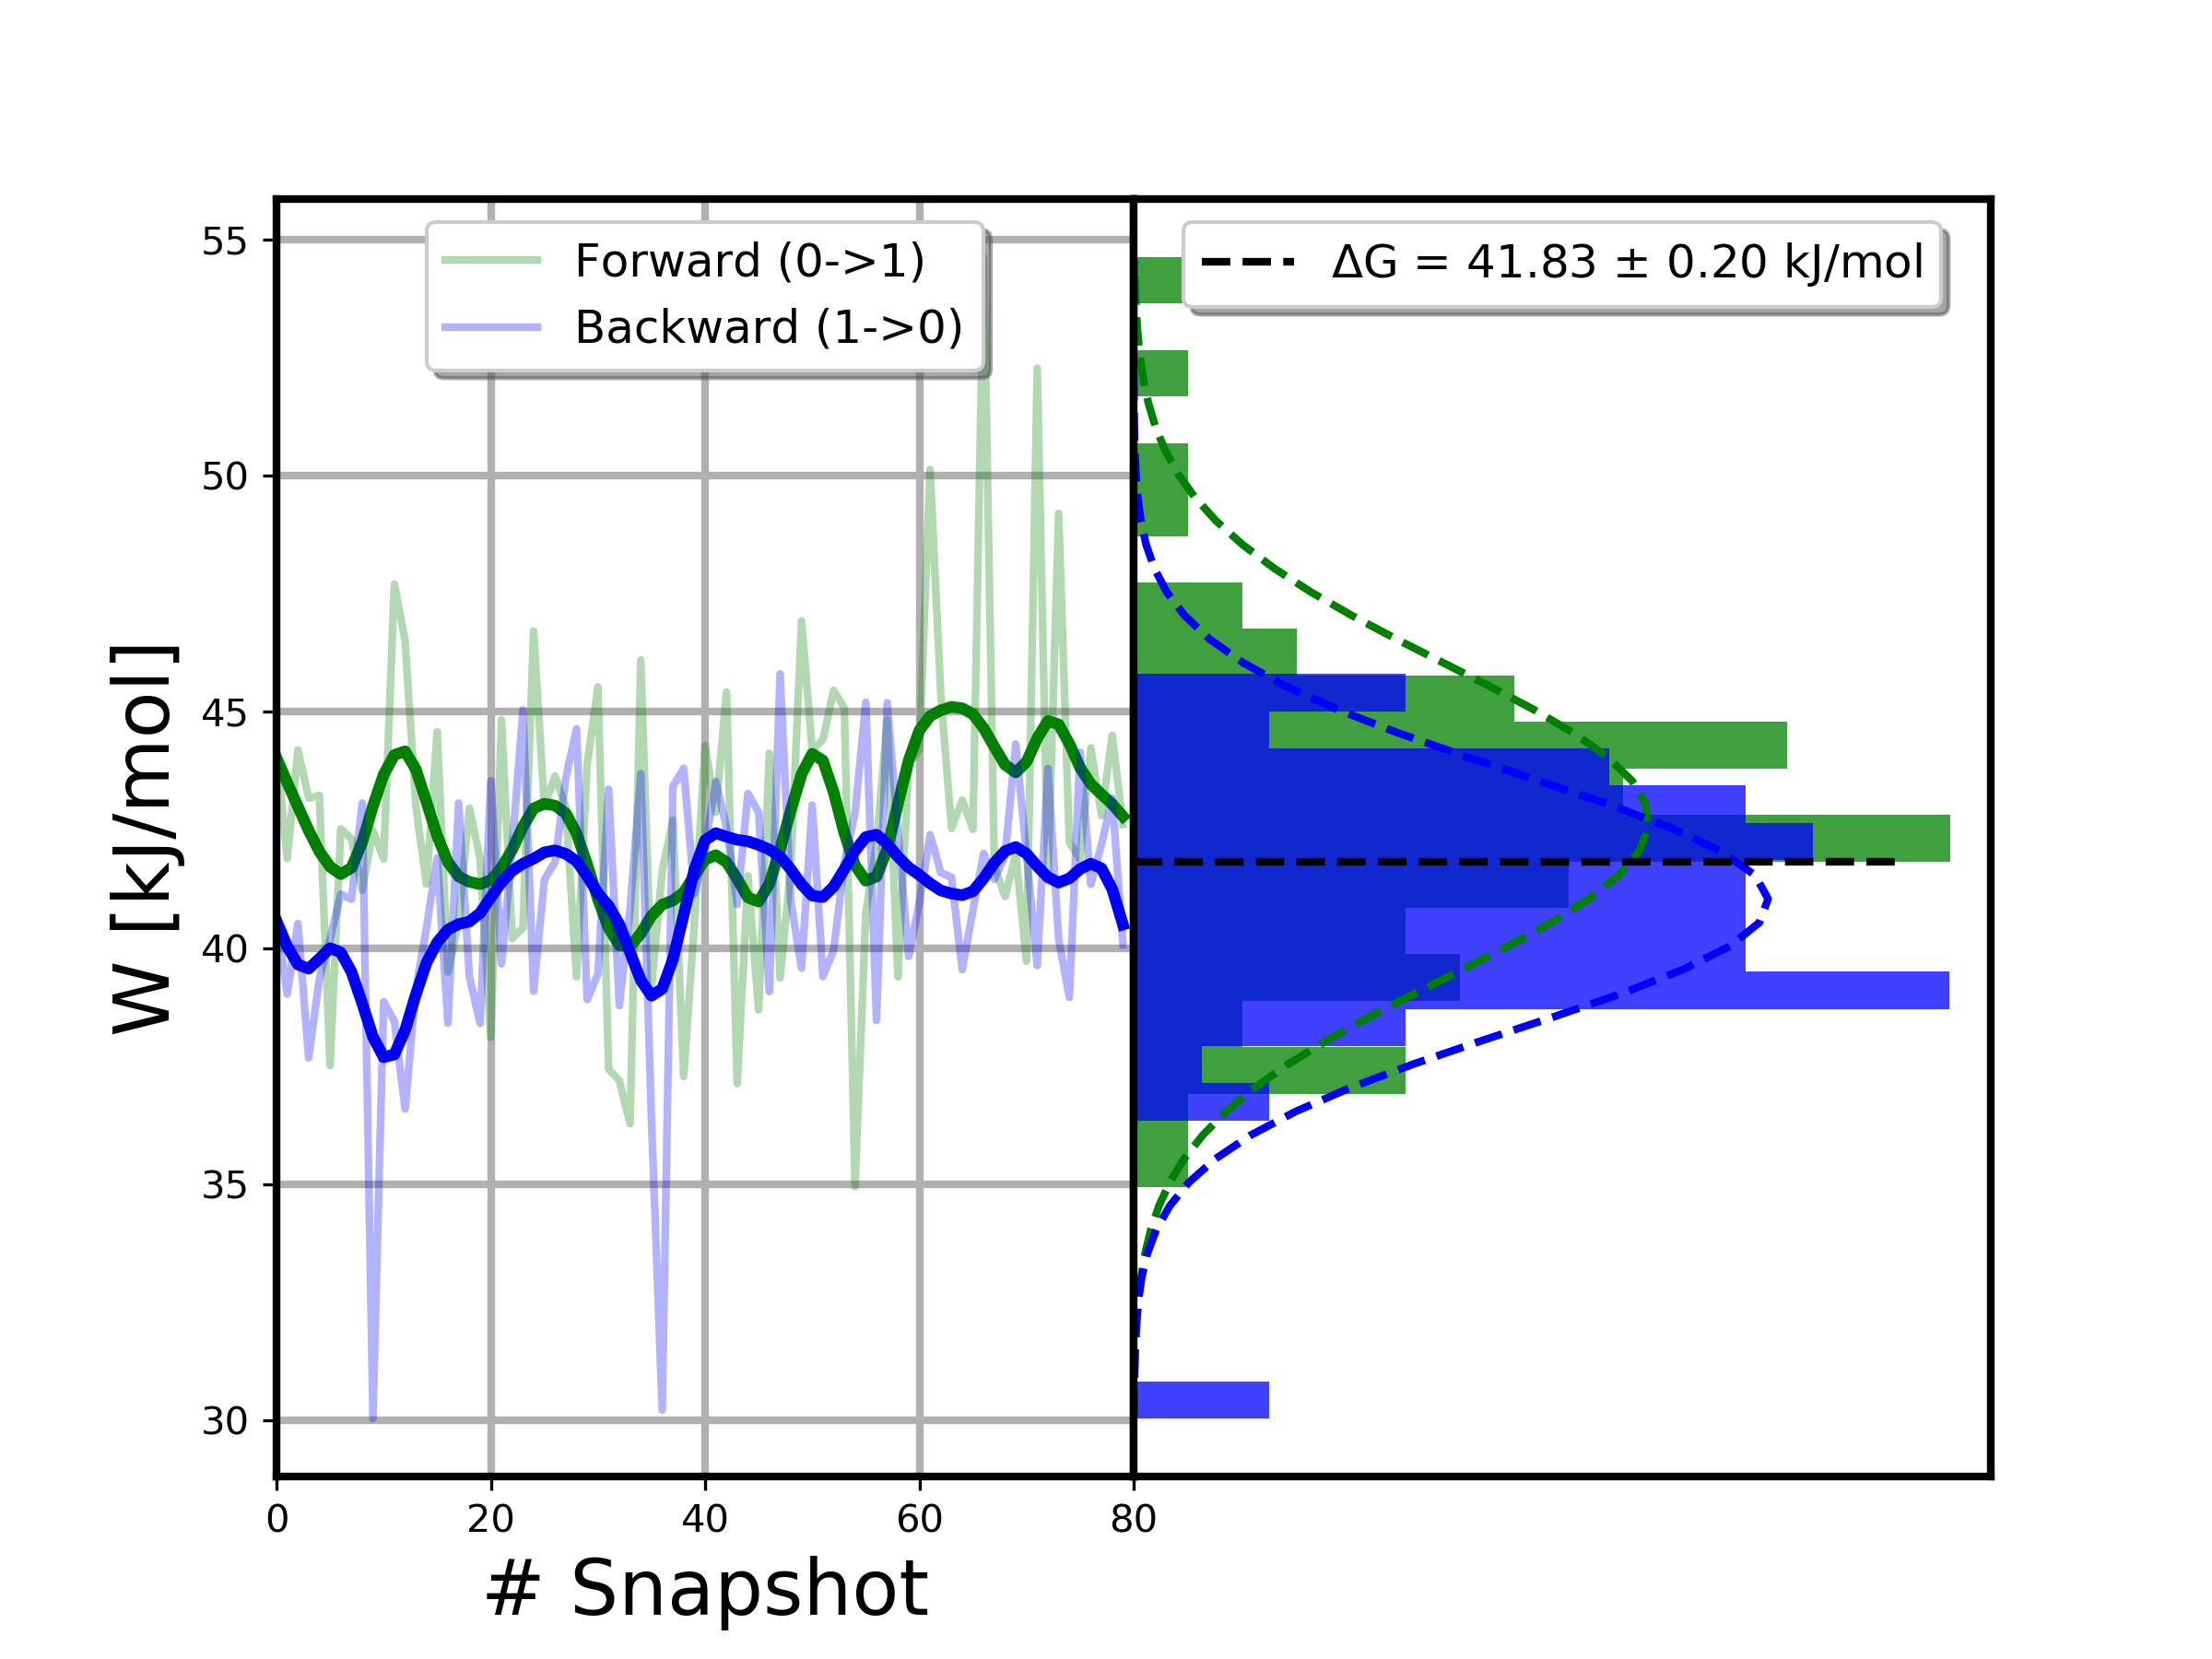 Forward (0->1)
Backward (1->0)
ΔG = 41.83 ± 0.20 kJ/mol
W [kJ/mol]
55
50
45
40
35
30
0
20
40
60
80
# Snapshot